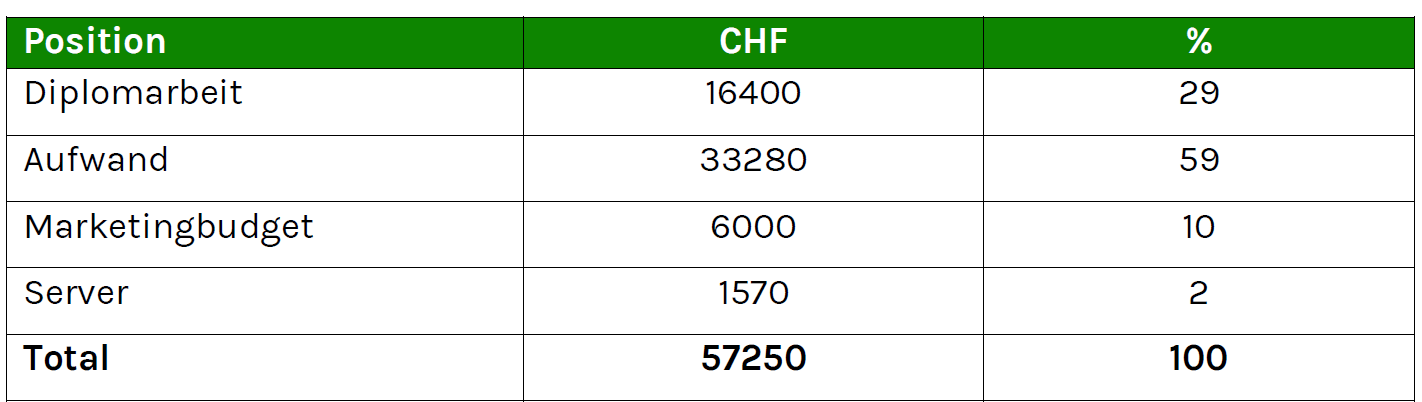 Position CHF %
Diplomarbeit 16400 29
Aufwand 33280 59
Marketingbudget 6000 10
Server 1570 2
Total 57250 100